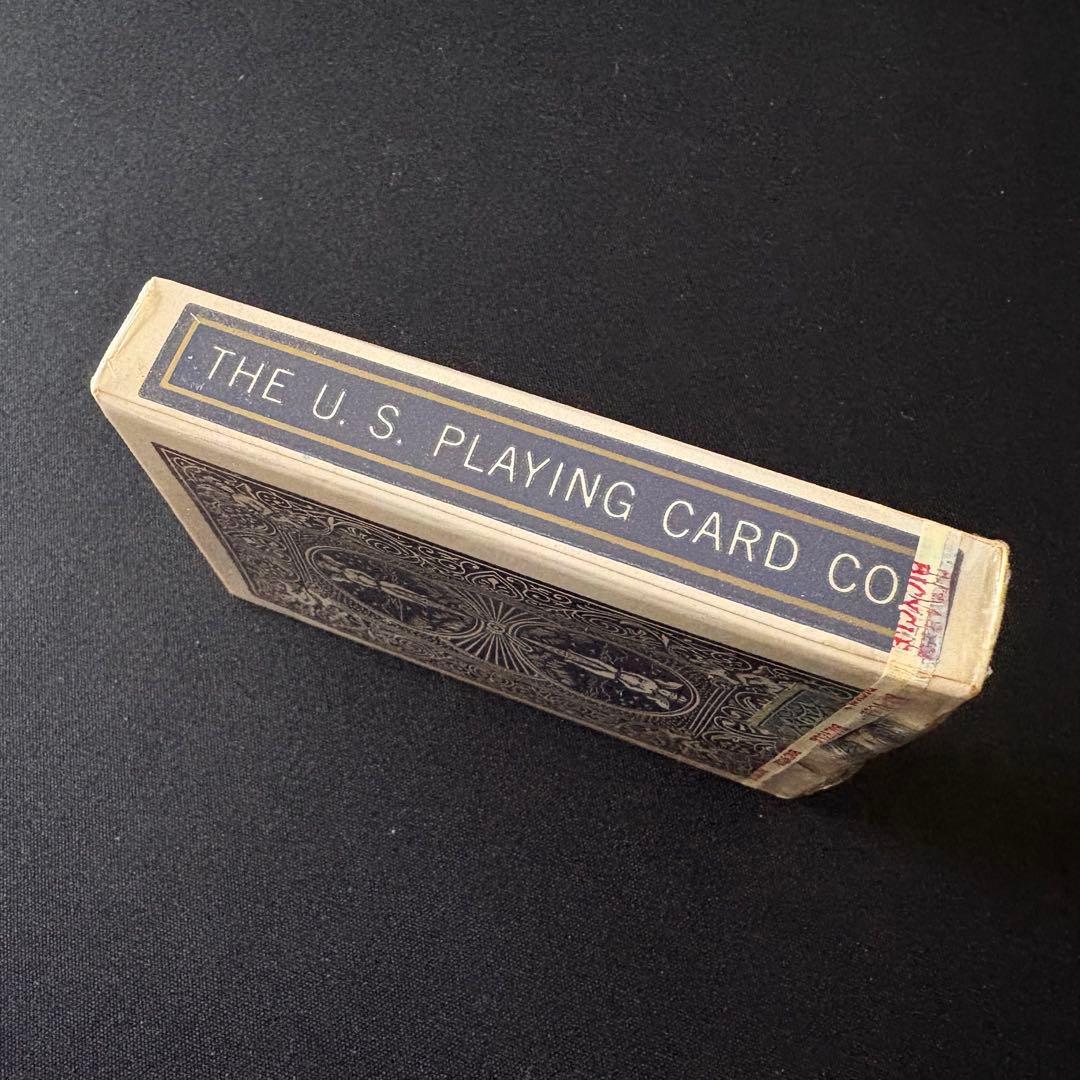 THE U. S. PLAYING CARD CO
BICYCLE